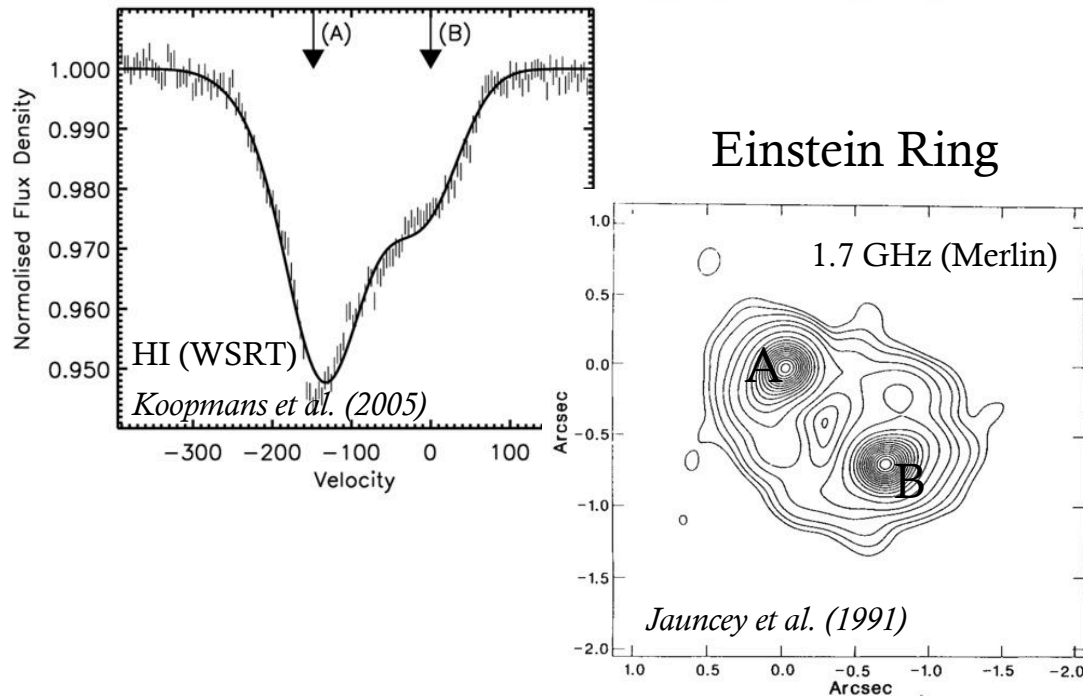 (A) (B)
1.000
0.990
0.980
0.970
0.960
0.950
Normalised Flux Density
HI (WSRT)
Koopmans et al. (2005)
−300 −200 −100 0 100
Velocity
Einstein Ring
1.7 GHz (Merlin)
1.0
0.5
0.0
-0.5
-1.0
-1.5
-2.0
Arcsec
A
B
Jauncey et al. (1991)
1.0 0.5 0.0 -0.5 -1.0 -1.5 -2.0
Arcsec